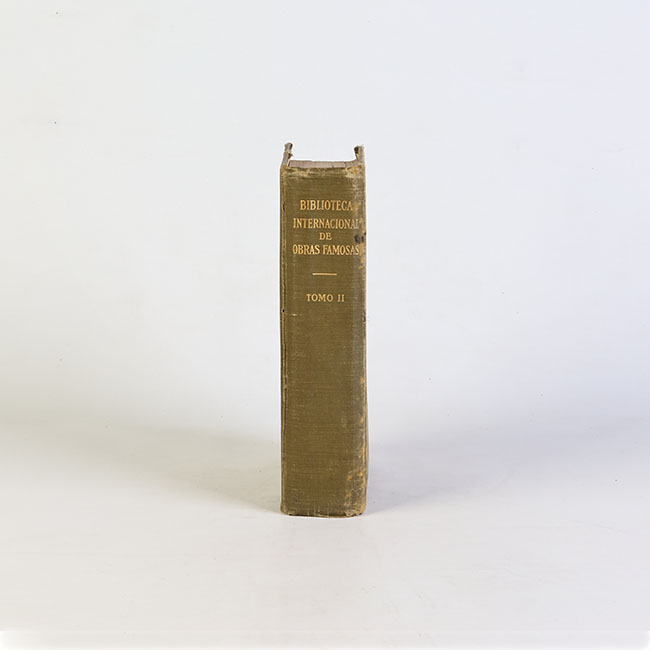 BIBLIOTECA
INTERNACIONAL
DE
OBRAS FAMOSAS
TOMO II